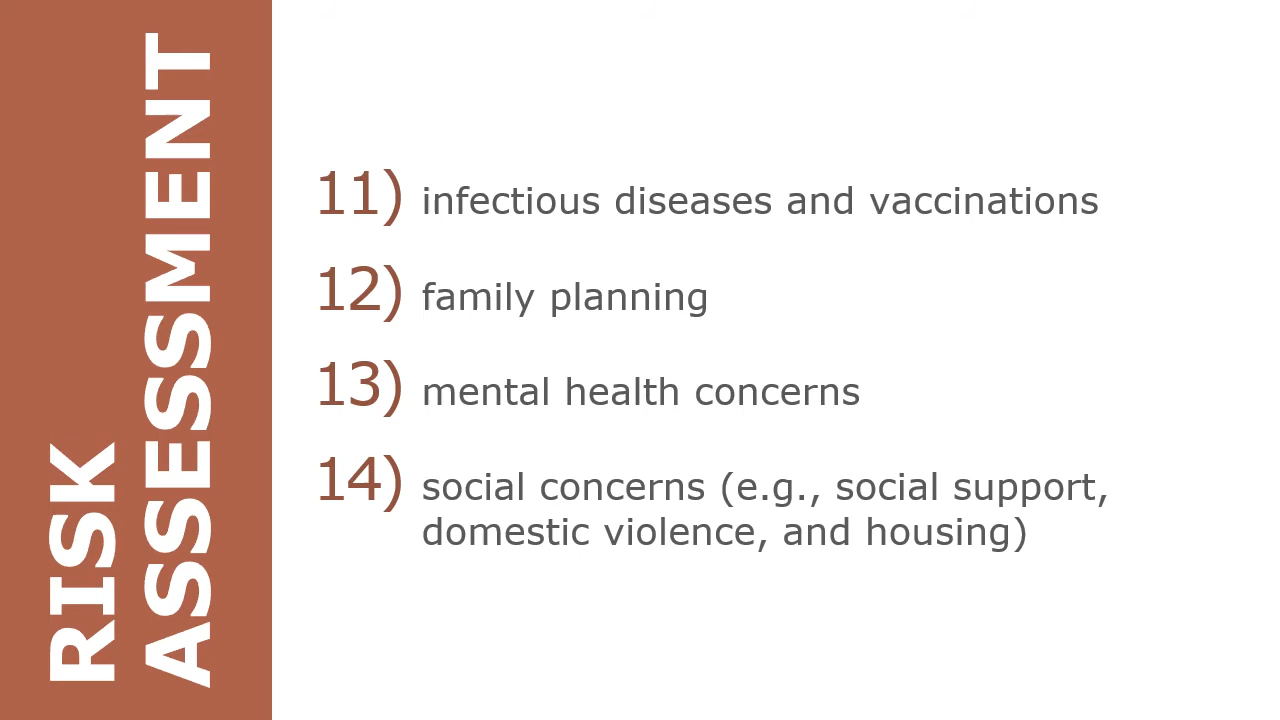 RISK
ASSESSMENT
11) infectious diseases and vaccinations
12) family planning
13) mental health concerns
14) social concerns (e.g., social support,
domestic violence, and housing)